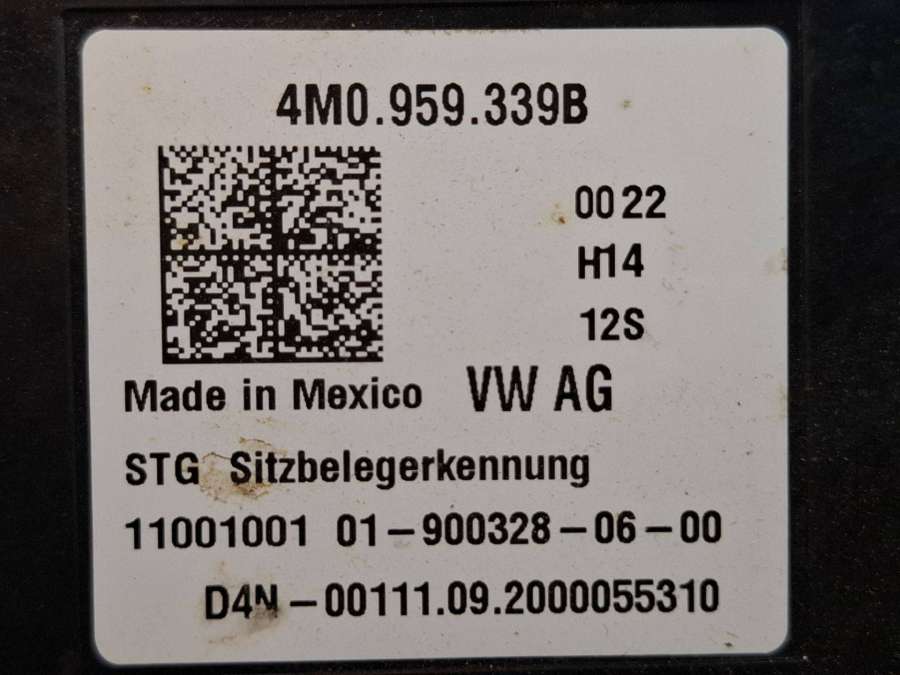 4M0.959.339B
0022
H14
12S
Made in Mexico VW AG
STG Sitzbelegerkennung
11001001 01-900328-06-00
D4N-00111.09.2000055310